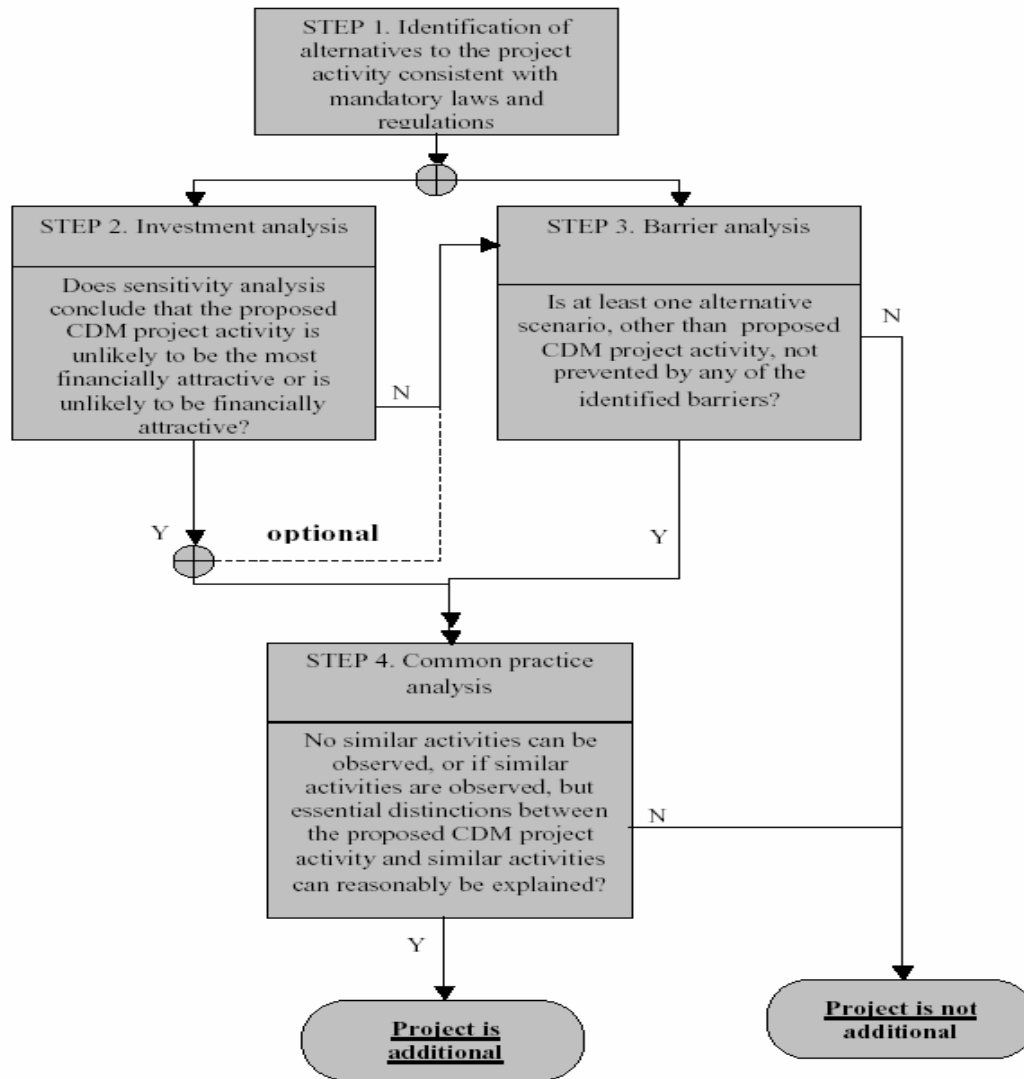 STEP 1. Identification of
alternatives to the project
activity consistent with
mandatory laws and
regulations
STEP 2. Investment analysis
Does sensitivity analysis
conclude that the proposed
CDM project activity is
unlikely to be the most
financially attractive or is
unlikely to be financially
attractive?
N
STEP 3. Barrier analysis
Is at least one alternative
scenario, other than proposed
CDM project activity, not
prevented by any of the
identified barriers?
N
Y
optional
Y
STEP 4. Common practice
analysis
No similar activities can be
observed, or if similar
activities are observed, but
essential distinctions between
the proposed CDM project
activity and similar activities
can reasonably be explained?
N
Y
Project is
additional
Project is not
additional